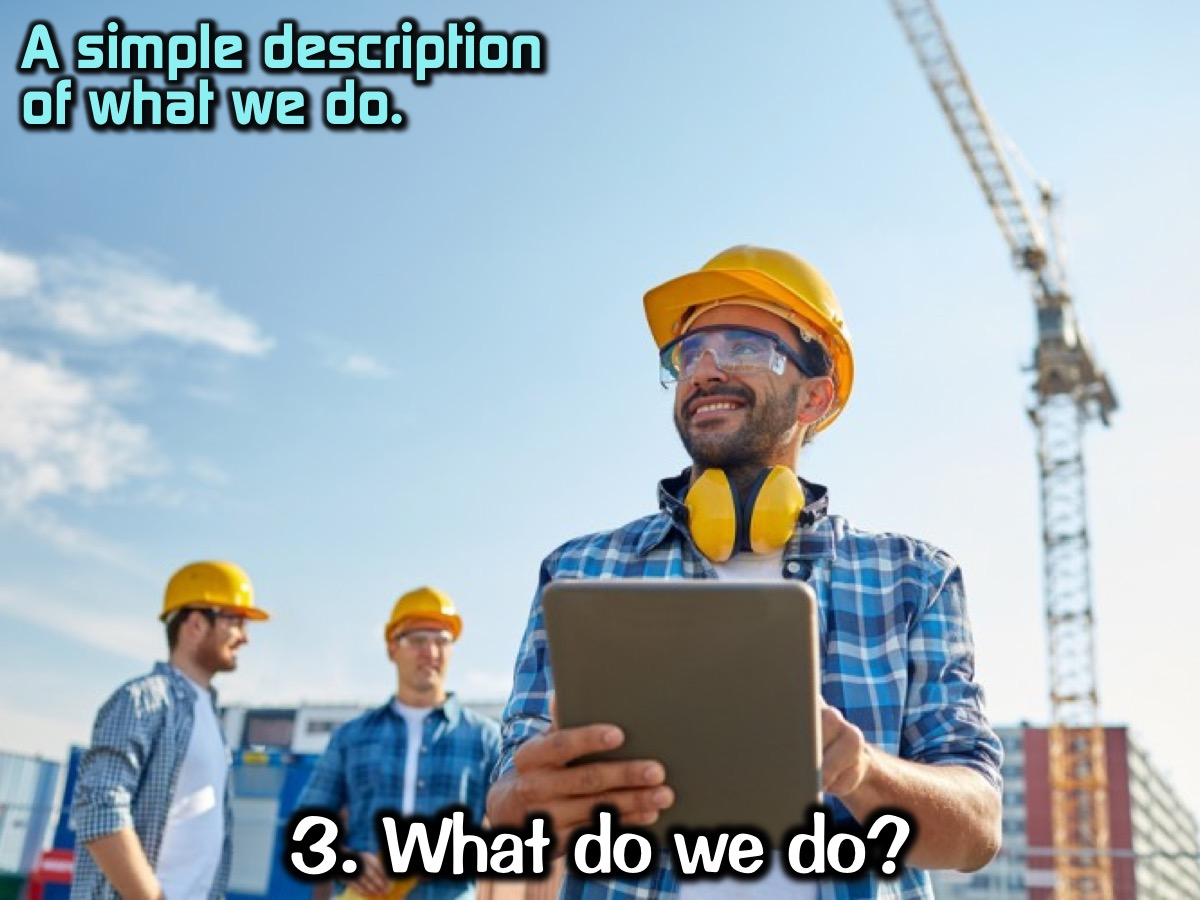 A simple description
of what we do.
3. What do we do?